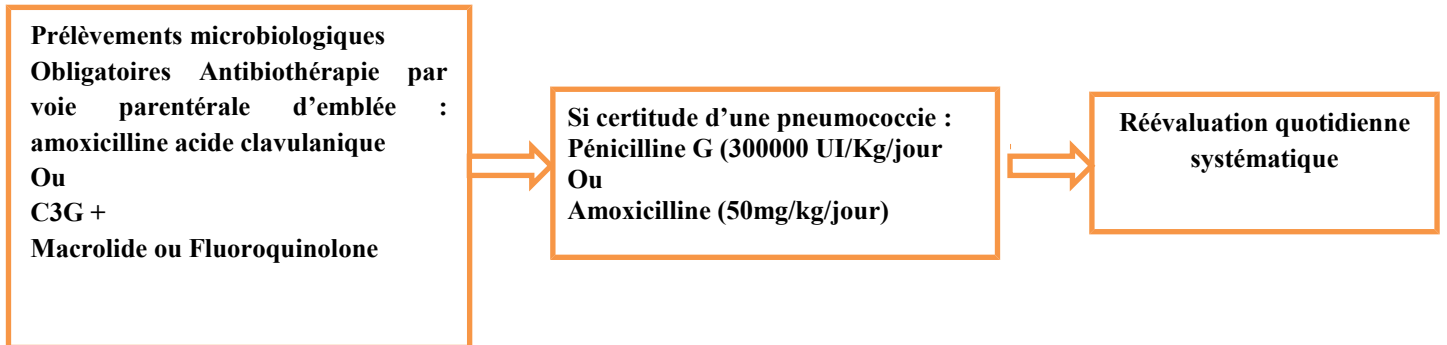 Prélèvements microbiologiques
Obligatoires Antibiothérapie par
voie parentérale d’emblée :
amoxicilline acide clavulanique
Ou
C3G +
Macrolide ou Fluoroquinolone
Si certitude d’une pneumococcie :
Pénicilline G (300000 UI/Kg/jour
Ou
Amoxicilline (50mg/kg/jour)
Réévaluation quotidienne
systématique